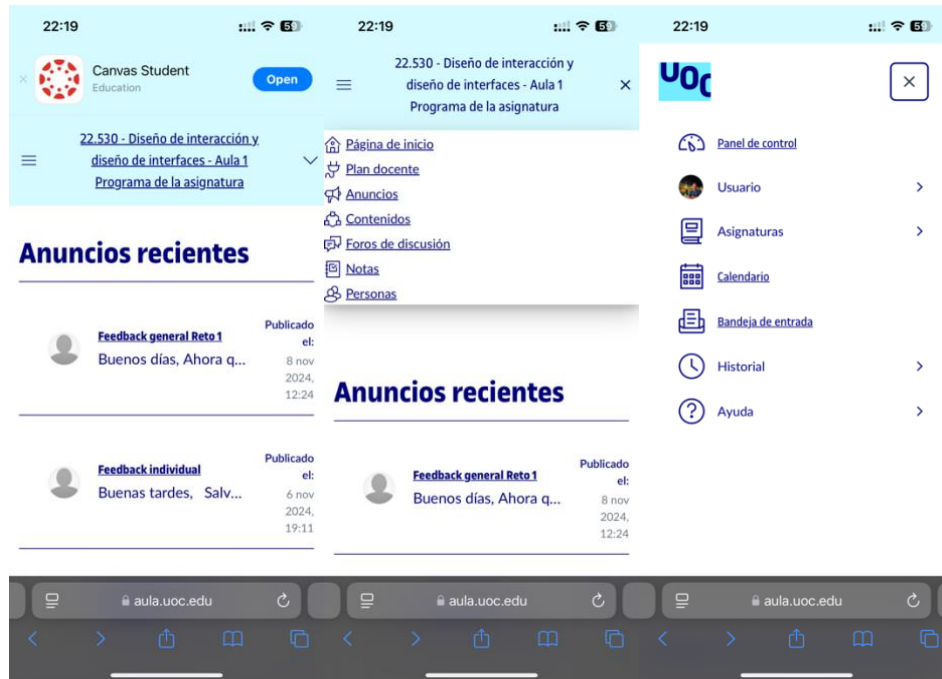 22:19
59
Canvas Student
Education
Open
22.530 - Diseño de interacción y
diseño de interfaces - Aula 1
Programa de la asignatura
Anuncios recientes
Feedback general Reto 1
Buenos días, Ahora q...
Publicado
el:
8 nov
2024,
12:24
Feedback individual
Buenas tardes, Salv...
Publicado
el:
6 nov
2024,
19:11
aula.uoc.edu
22:19
59
22.530 - Diseño de interacción y
diseño de interfaces - Aula 1
Programa de la asignatura
Página de inicio
Plan docente
Anuncios
Contenidos
Foros de discusión
Notas
Personas
Anuncios recientes
Feedback general Reto 1
Buenos días, Ahora q...
Publicado
el:
8 nov
2024,
12:24
aula.uoc.edu
22:19
59
UOC
Panel de control
Usuario
Asignaturas
Calendario
Bandeja de entrada
Historial
Ayuda
aula.uoc.edu